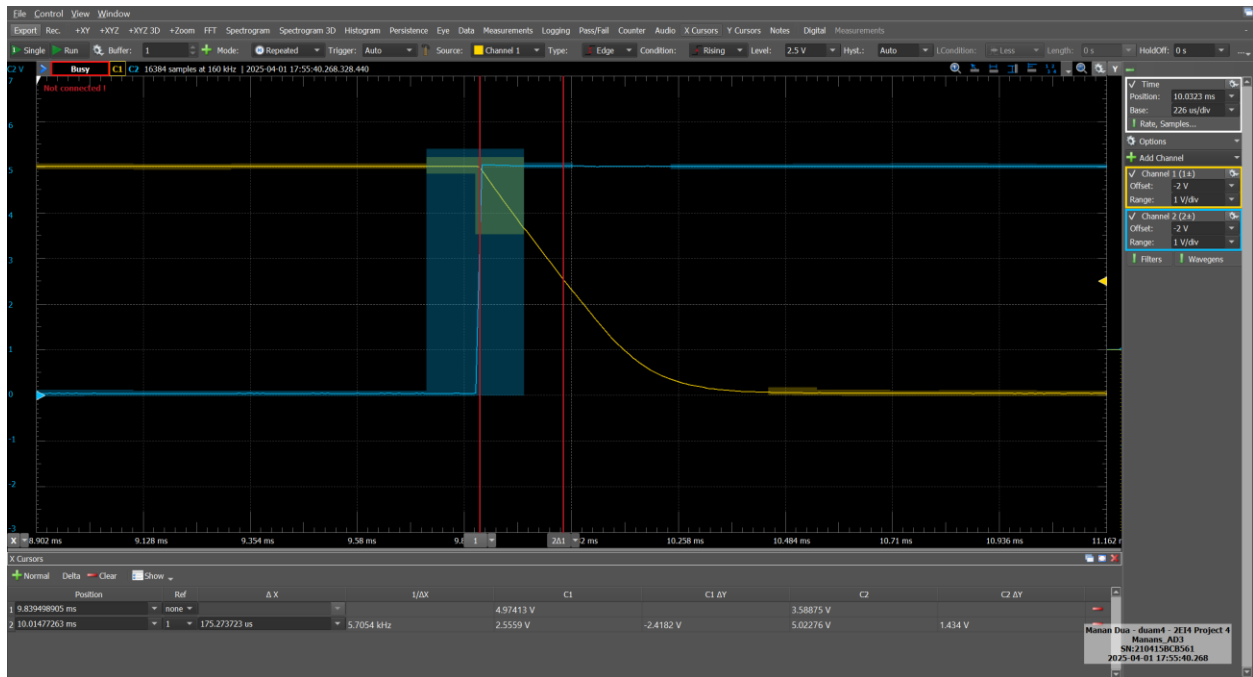 File Control View Window
Export Rec. +XY +XYZ +XYZ 3D +Zoom FFT Spectrogram Spectrogram 3D Histogram Persistence Eye Data Measurements Logging Pass/Fail Counter Audio X Cursors Y Cursors Notes Digital Measurements
Single Run Buffer: 1 Mode: Repeated Trigger: Auto Source: Channel 1 Type: Edge Condition: Rising Level: 2.5 V Hyst.: Auto LCondition: Less Length: 0 s HoldOff: 0 s
C2 V Busy C1 C2 16384 samples at 160 kHz | 2025-04-01 17:55:40.268.328.440 Y
7
Not connected !
6
5
4
3
2
1
0
-1
-2
-3
Time
Position: 10.0323 ms
Base: 226 us/div
Rate, Samples...
Options
Add Channel
Channel 1 (1±)
Offset: -2 V
Range: 1 V/div
Channel 2 (2±)
Offset: -2 V
Range: 1 V/div
Filters Wavegens
X 8.902 ms 9.128 ms 9.354 ms 9.58 ms 9.8 1 2Δ1 2 ms 10.258 ms 10.484 ms 10.71 ms 10.936 ms 11.162
X Cursors
Normal Delta Clear Show
Position Ref Δ X 1/ΔX C1 C1 ΔY C2 C2 ΔY
1 9.839498905 ms none 4.97413 V 3.58875 V
2 10.01477263 ms 1 175.273723 us 5.7054 kHz 2.5559 V -2.4182 V 5.02276 V 1.434 V
Manan Dua - duam4 - 2EI4 Project 4
Manans_AD3
SN:210415BCB561
2025-04-01 17:55:40.268